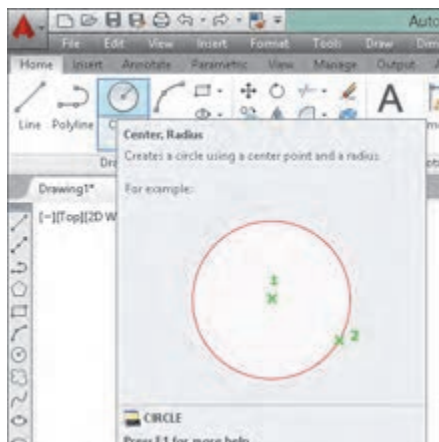 Auto
File Edit View Insert Format Tools Draw Dim
Home Insert Annotate Parametric View Manage Output
Line Polyline
A
Center, Radius
Creates a circle using a center point and a radius.
For example:
Drawing1*
[–][Top][2D W
1
2
CIRCLE
Press F1 for more help